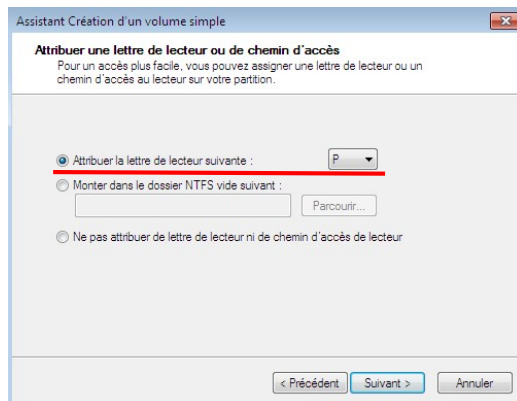 Assistant Création d'un volume simple
Attribuer une lettre de lecteur ou de chemin d'accès
Pour un accès plus facile, vous pouvez assigner une lettre de lecteur ou un
chemin d'accès au lecteur sur votre partition.
Attribuer la lettre de lecteur suivante : P
Monter dans le dossier NTFS vide suivant :
Parcourir...
Ne pas attribuer de lettre de lecteur ni de chemin d'accès de lecteur
< Précédent Suivant > Annuler